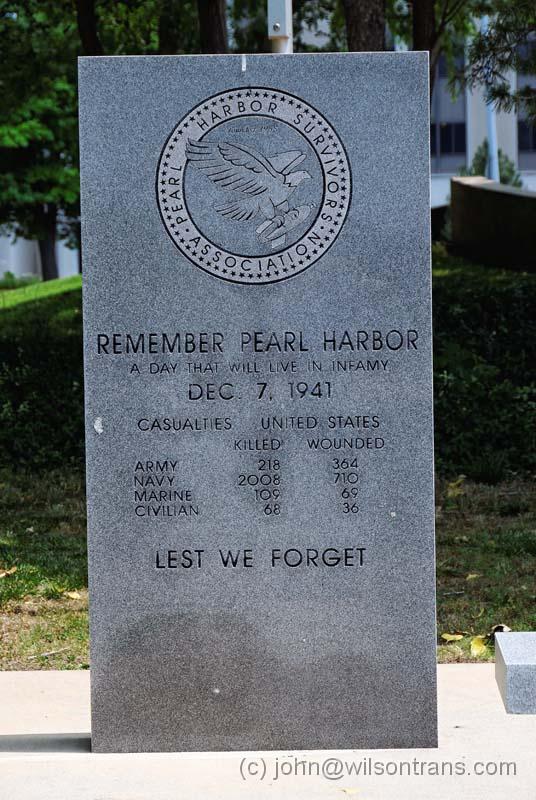 PEARL HARBOR SURVIVORS ASSOCIATION
REMEMBER PEARL HARBOR
A DAY THAT WILL LIVE IN INFAMY
DEC. 7, 1941
CASUALTIES UNITED STATES
KILLED WOUNDED
ARMY 218 364
NAVY 2008 710
MARINE 109 69
CIVILIAN 68 36
LEST WE FORGET
(c) john@wilsontrans.com